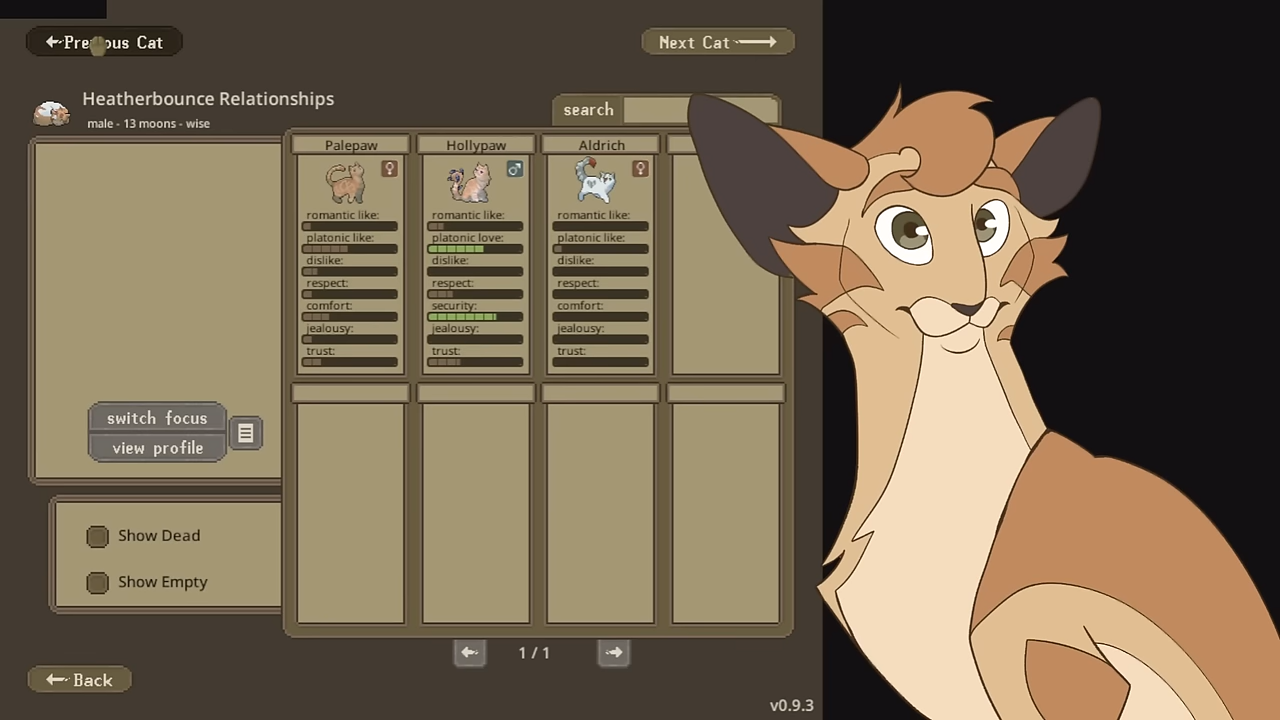 Previous Cat
Next Cat
Heatherbounce Relationships
male - 13 moons - wise
search
Palepaw
romantic like:
platonic like:
dislike:
respect:
comfort:
jealousy:
trust:
Hollypaw
romantic like:
platonic love:
dislike:
respect:
security:
jealousy:
trust:
Aldrich
romantic like:
platonic like:
dislike:
respect:
comfort:
jealousy:
trust:
switch focus
view profile
Show Dead
Show Empty
1 / 1
Back
v0.9.3